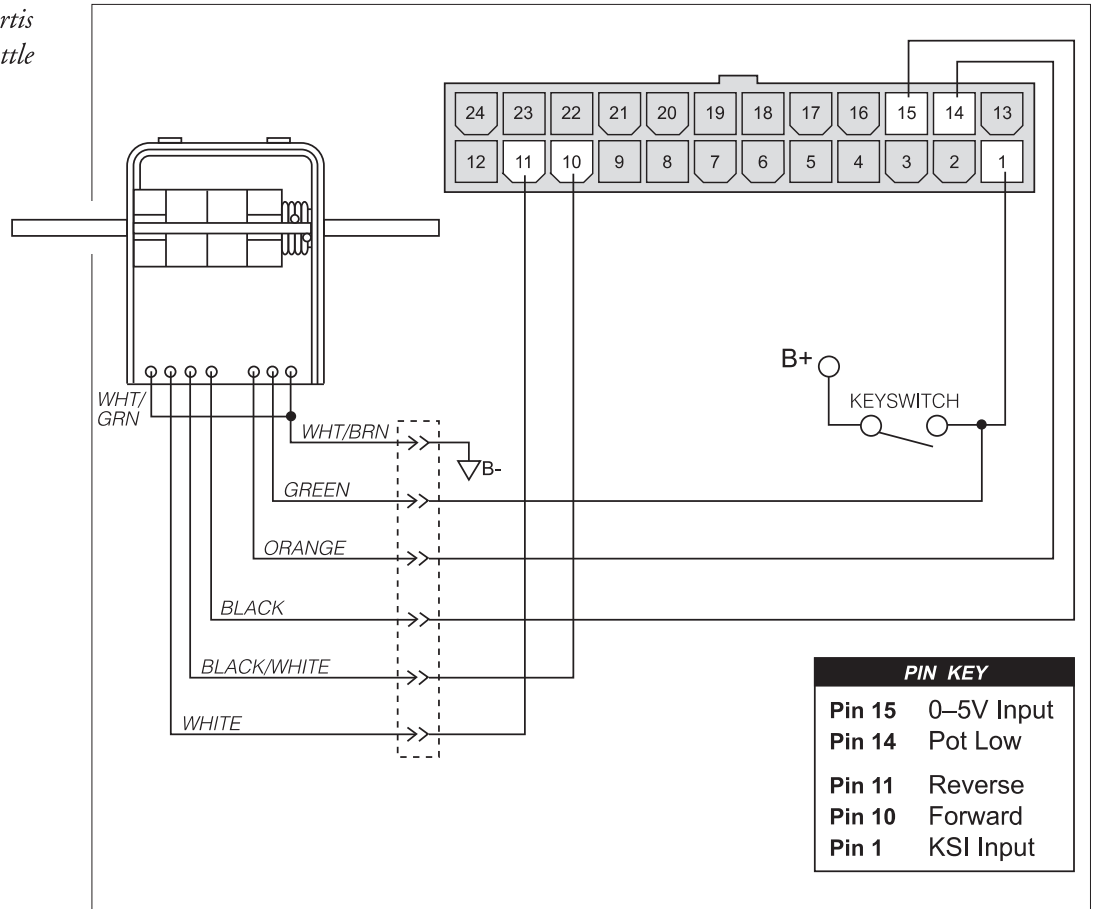 rtis
ttle
24 23 22 21 20 19 18 17 16 15 14 13
12 11 10 9 8 7 6 5 4 3 2 1
B+
KEYSWITCH
WHT/
GRN
WHT/BRN
B-
GREEN
ORANGE
BLACK
BLACK/WHITE
WHITE
PIN KEY
Pin 15 0–5V Input
Pin 14 Pot Low
Pin 11 Reverse
Pin 10 Forward
Pin 1 KSI Input